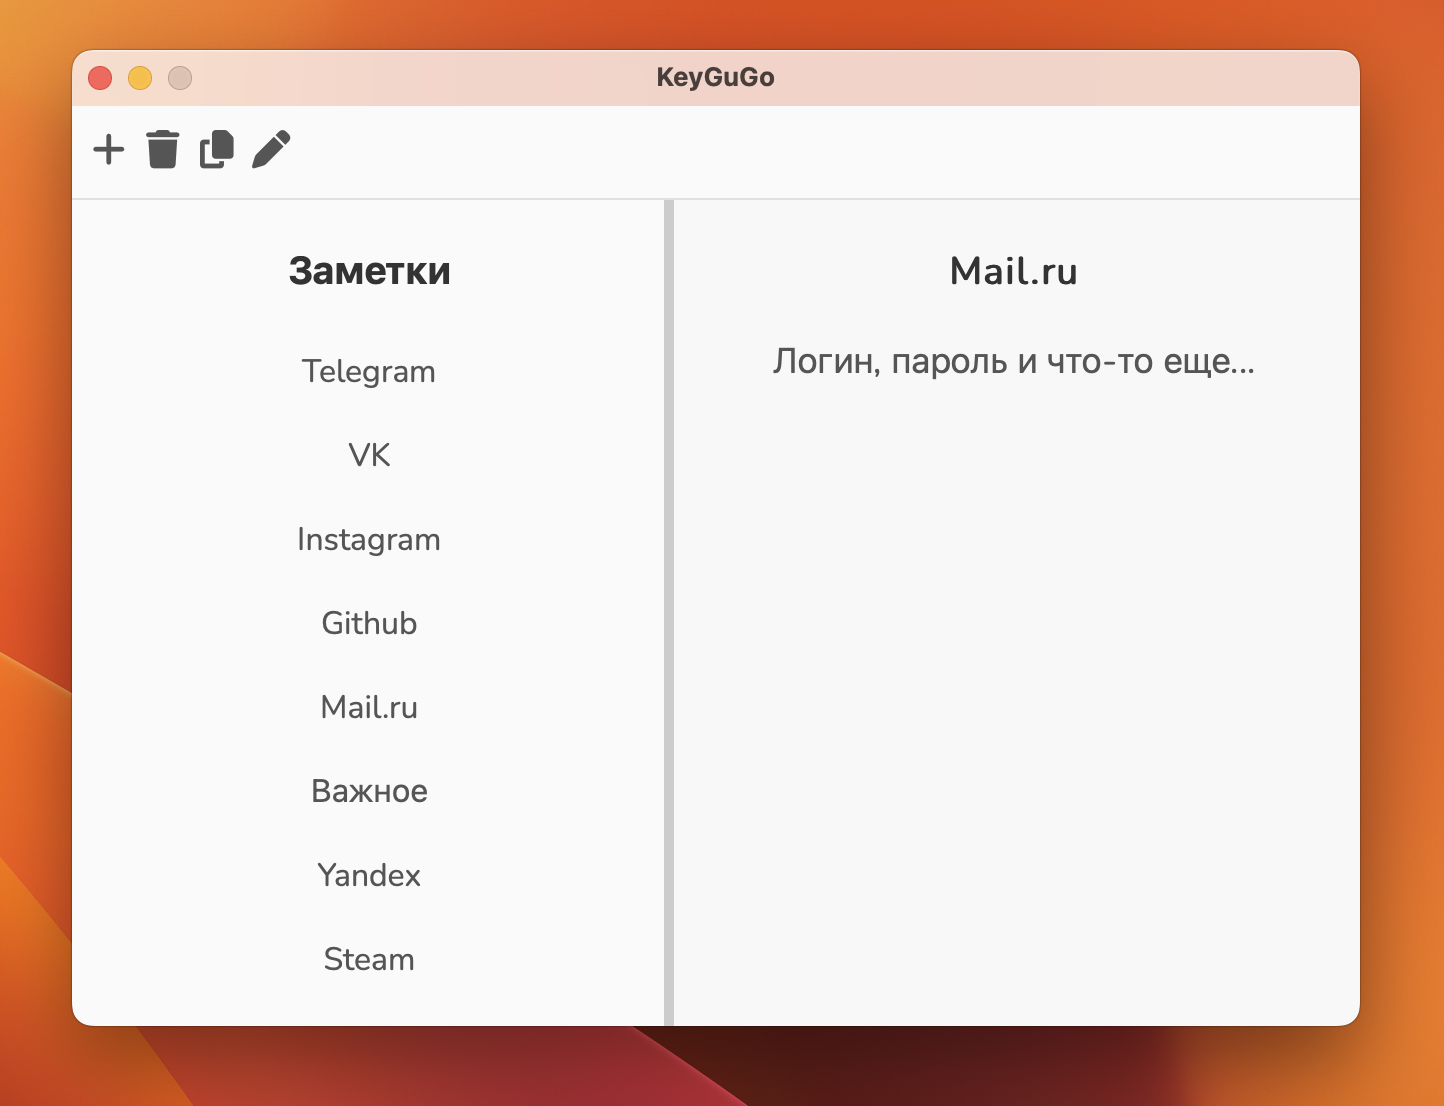 KeyGuGo
Заметки
Telegram
VK
Instagram
Github
Mail.ru
Важное
Yandex
Steam
Mail.ru
Логин, пароль и что-то еще...